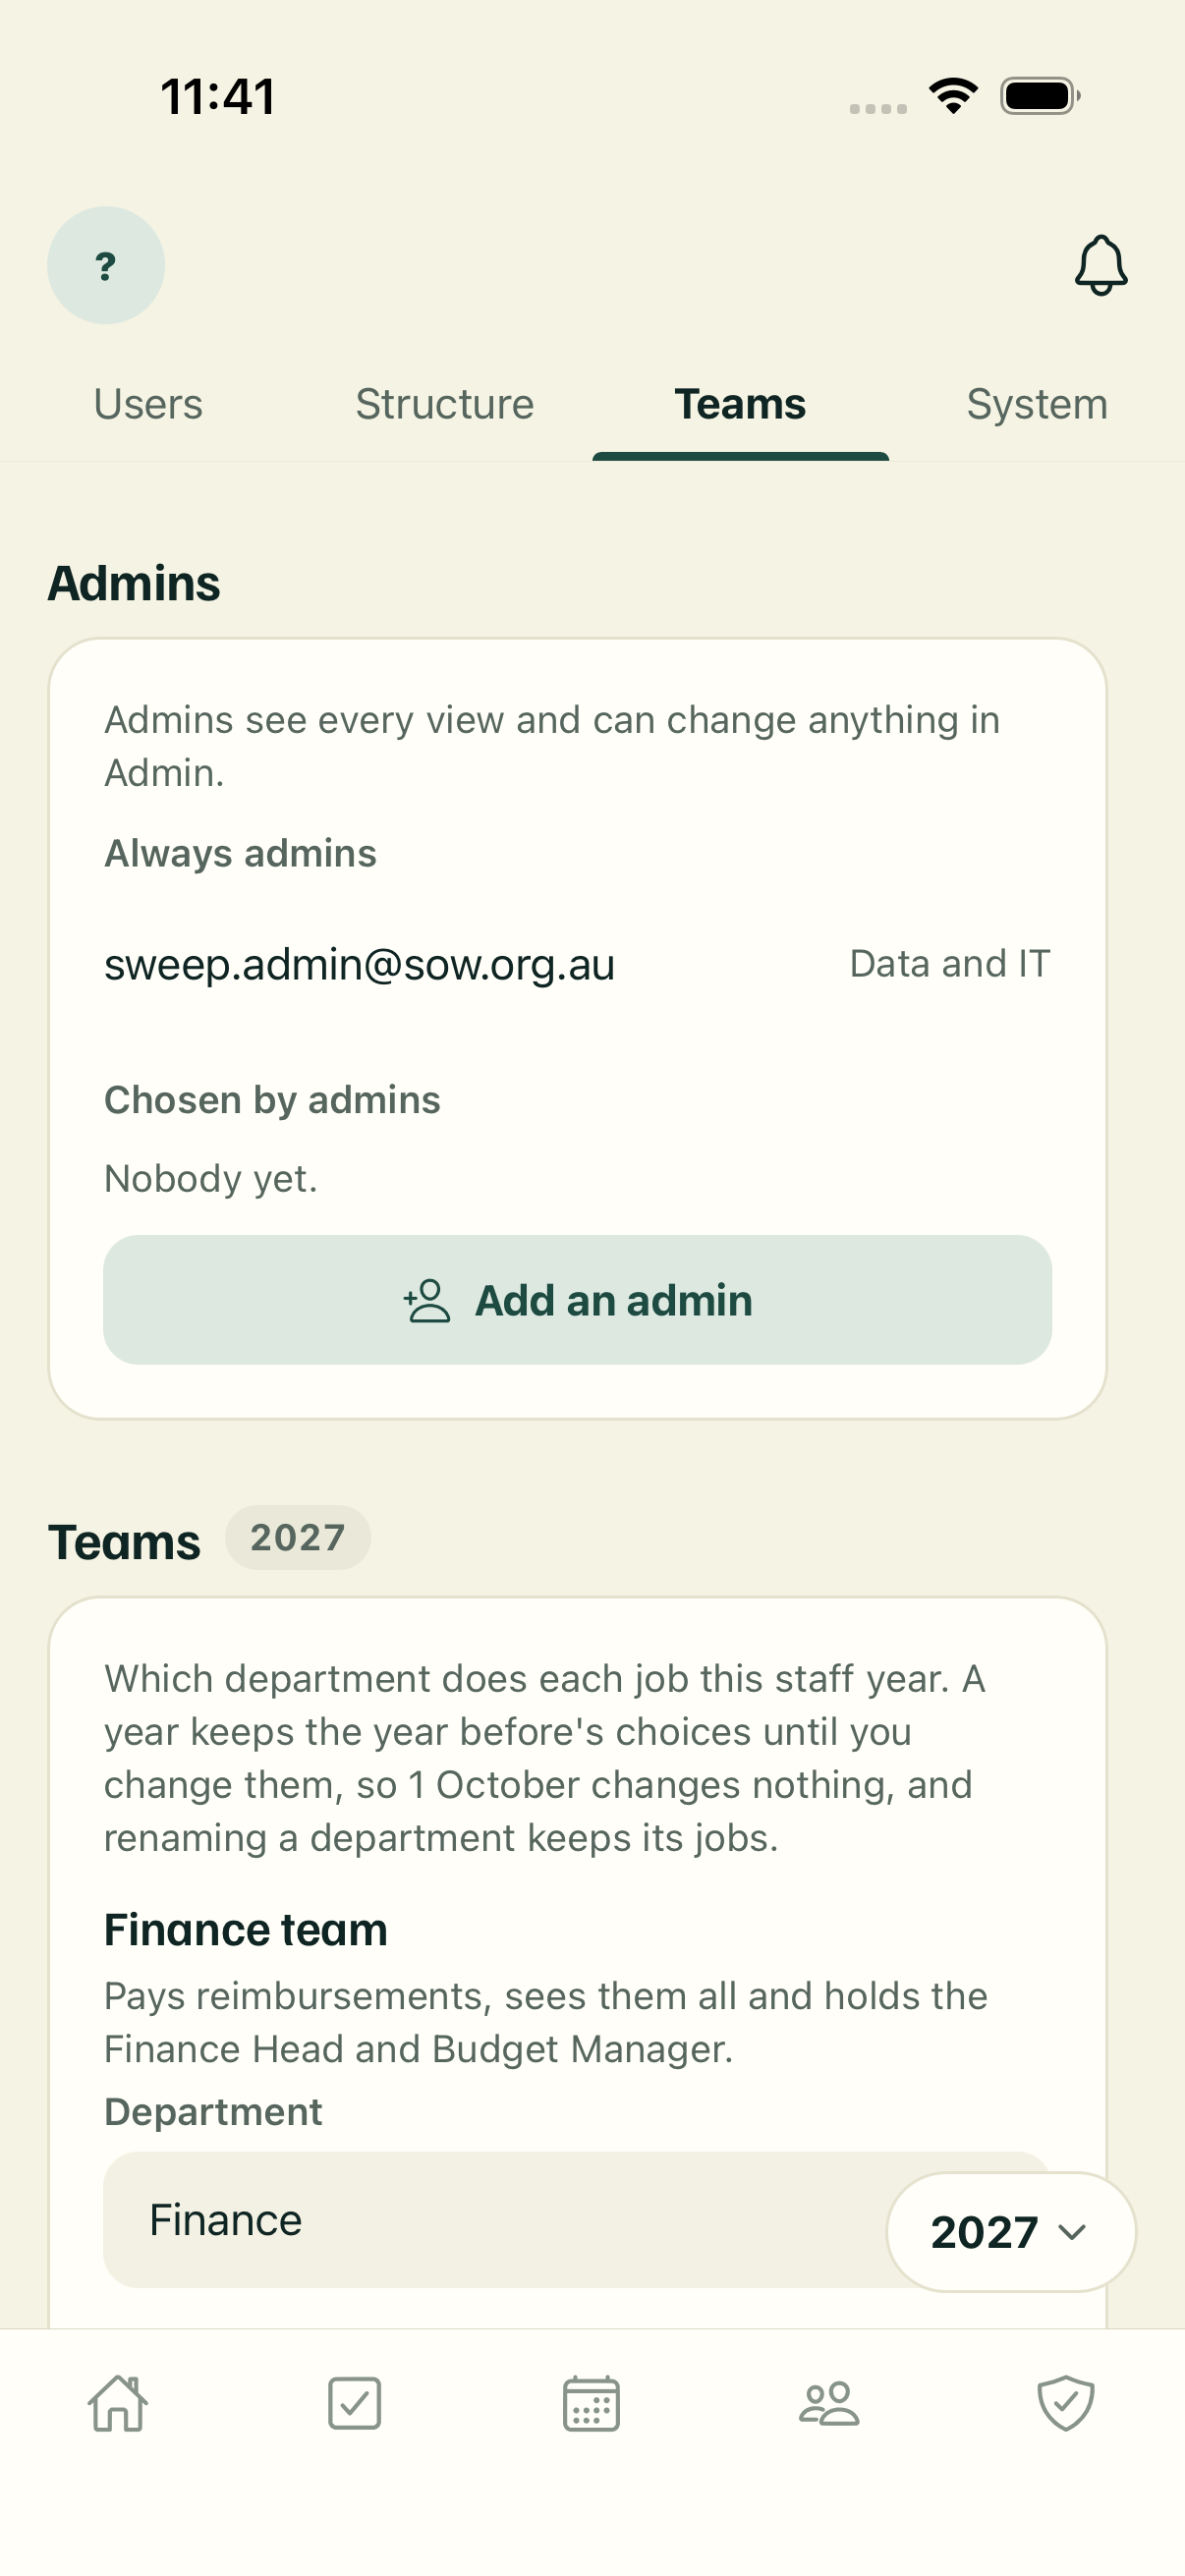 11:41
?
Users Structure Teams System
Admins
Admins see every view and can change anything in
Admin.
Always admins
sweep.admin@sow.org.au Data and IT
Chosen by admins
Nobody yet.
Add an admin
Teams 2027
Which department does each job this staff year. A
year keeps the year before's choices until you
change them, so 1 October changes nothing, and
renaming a department keeps its jobs.
Finance team
Pays reimbursements, sees them all and holds the
Finance Head and Budget Manager.
Department
Finance
2027